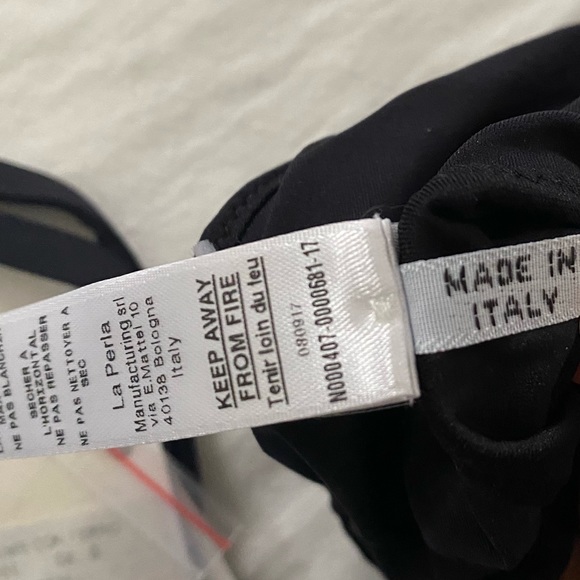 NE PAS BLANCHIR
SECHER A
L'HORIZONTAL
NE PAS REPASSER
NE PAS NETTOYER A
SEC
La Perla
Manufacturing srl
via E.Mattei 10
40138 Bologna
Italy
KEEP AWAY
FROM FIRE
Tenir loin du feu
080917
N000407-0000681-17
MADE IN
ITALY